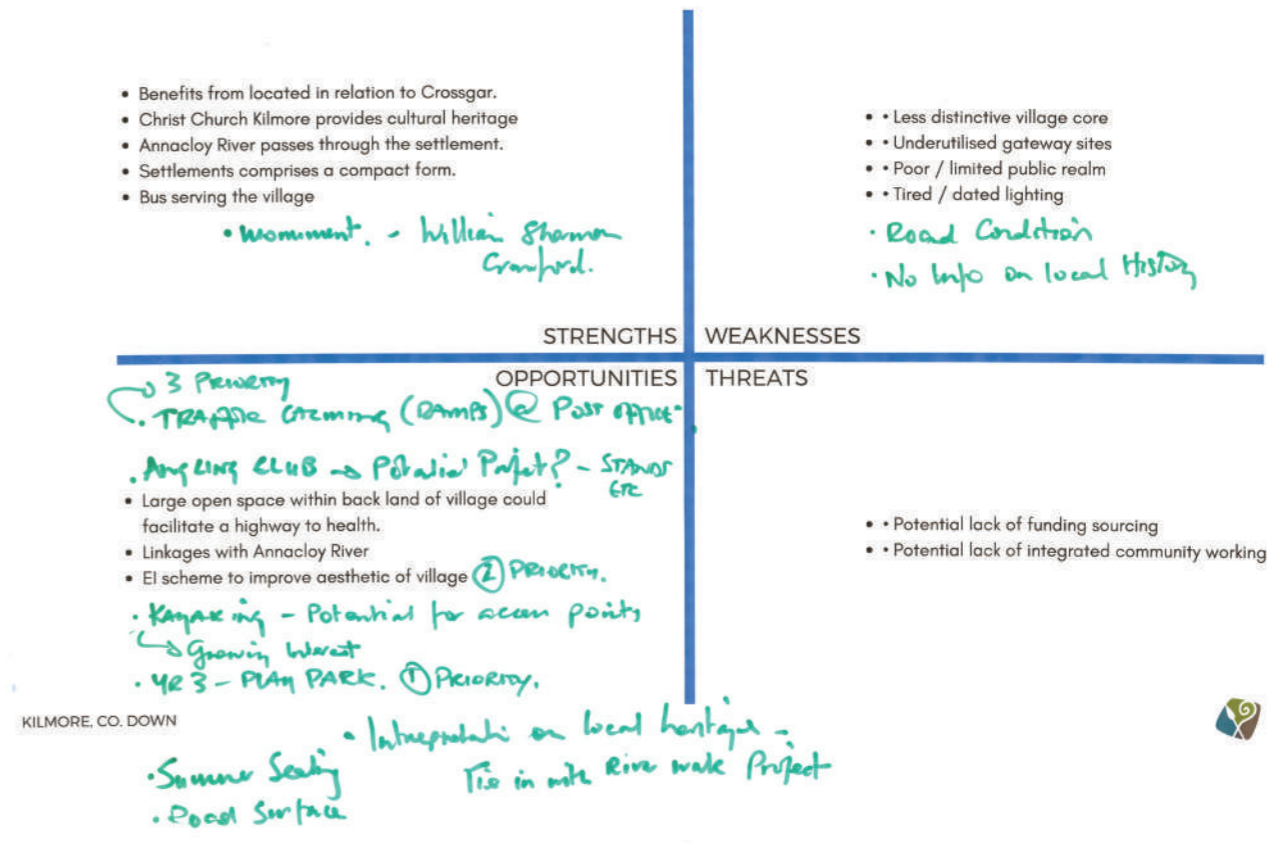 • Benefits from located in relation to Crossgar.
• Christ Church Kilmore provides cultural heritage
• Annacloy River passes through the settlement.
• Settlements comprises a compact form.
• Bus serving the village
• Monument. - William Sharman
Crawford.
STRENGTHS
• • Less distinctive village core
• • Underutilised gateway sites
• • Poor / limited public realm
• • Tired / dated lighting
• Road Condition
• No Info on local History
WEAKNESSES
OPPORTUNITIES
3 PRIORITY
• TRAFFIC CALMING (RAMPS) @ POST OFFICE
• ANGLING CLUB → Potential Project? - STANDS
ETC
• Large open space within back land of village could
facilitate a highway to health.
• Linkages with Annacloy River
• EI scheme to improve aesthetic of village ② PRIORITY.
• KAYAKing - Potential for access points
↳ Growing Interest
• YR 3 - PLAY PARK. ① PRIORITY.
THREATS
• • Potential lack of funding sourcing
• • Potential lack of integrated community working
KILMORE, CO. DOWN
• Interpretation on local heritage -
Tie in with River walk Project
• Summer Seating
• Road Surface